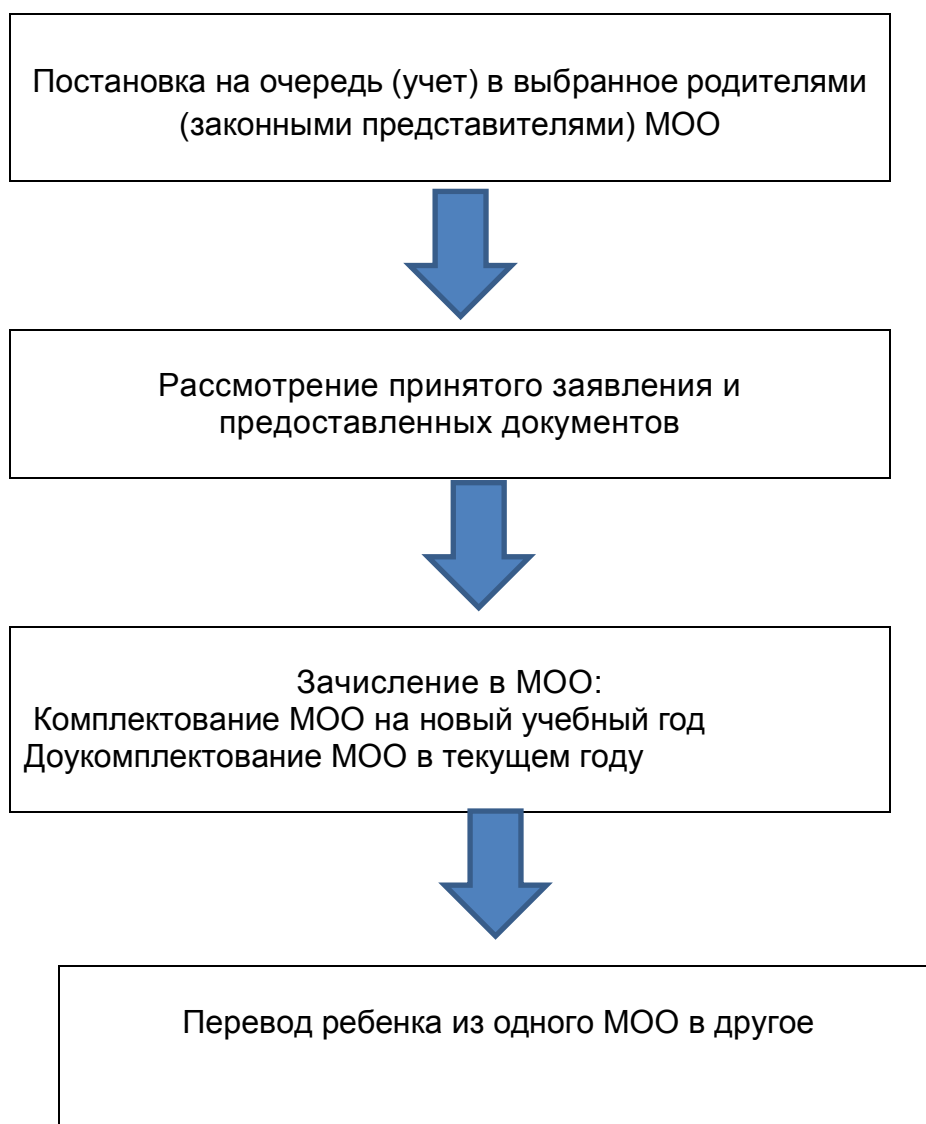 Постановка на очередь (учет) в выбранное родителями
(законными представителями) МОО
Рассмотрение принятого заявления и
предоставленных документов
Зачисление в МОО:
Комплектование МОО на новый учебный год
Доукомплектование МОО в текущем году
Перевод ребенка из одного МОО в другое